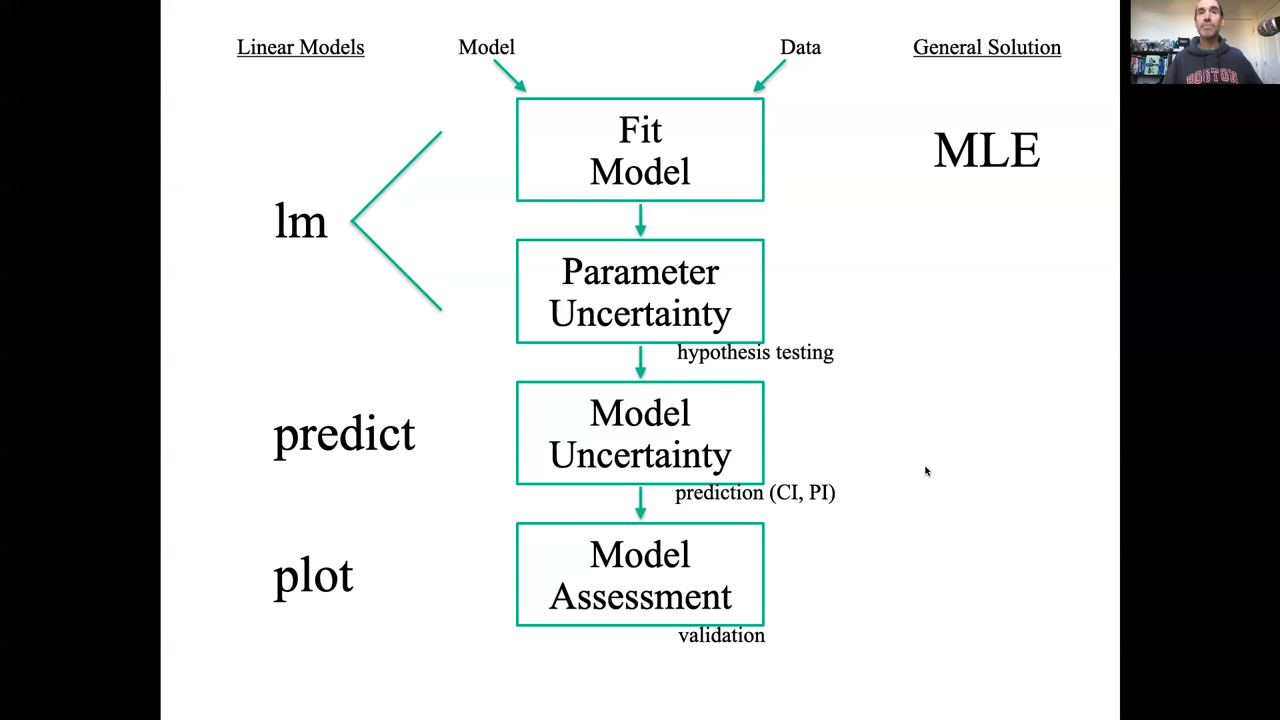 Linear Models
Model
Data
General Solution
Fit
Model
MLE
lm
Parameter
Uncertainty
hypothesis testing
predict
Model
Uncertainty
prediction (CI, PI)
plot
Model
Assessment
validation
BOSTON